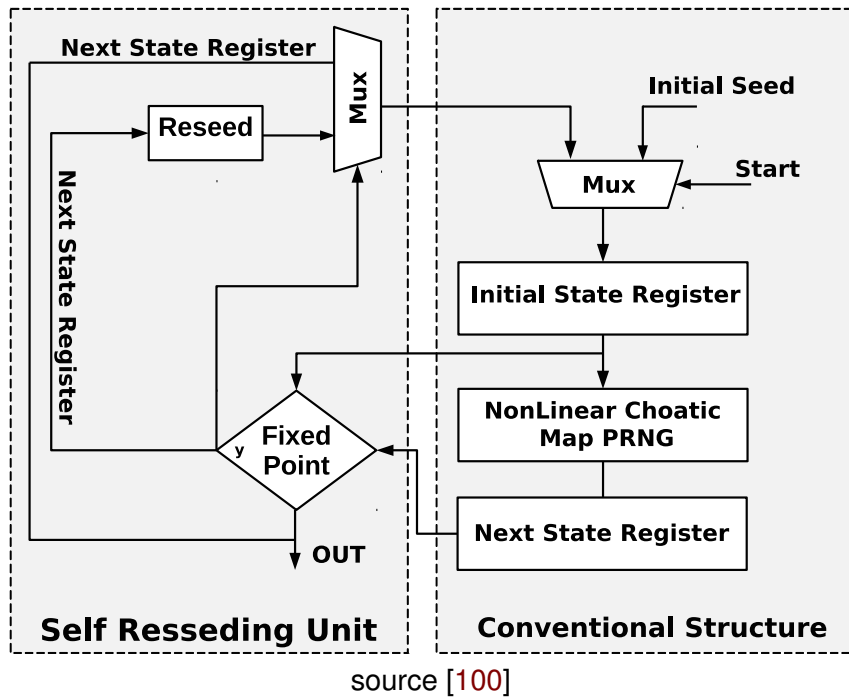 Next State Register
Mux
Initial Seed
Reseed
Start
Mux
Next State Register
Initial State Register
NonLinear Choatic
Map PRNG
Fixed
y
Point
Next State Register
OUT
Self Resseding Unit
Conventional Structure
source [100]